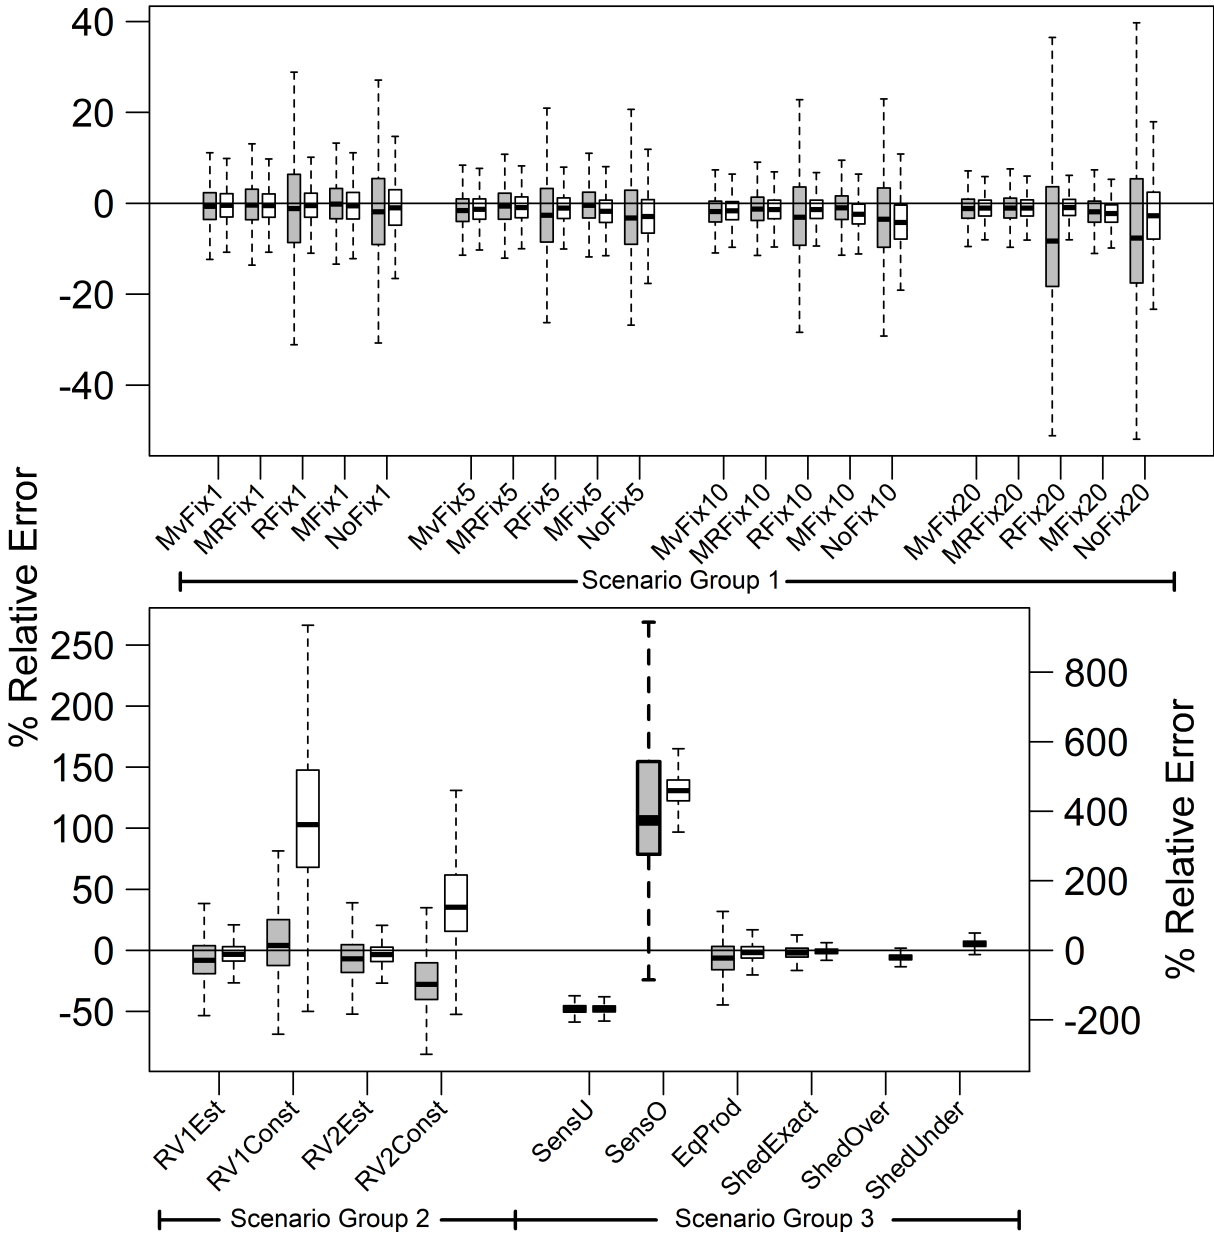 40
20
0
-20
-40
MvFix1
MRFix1
RFix1
MFix1
NoFix1
MvFix5
MRFix5
RFix5
MFix5
NoFix5
MvFix10
MRFix10
RFix10
MFix10
NoFix10
MvFix20
MRFix20
RFix20
MFix20
NoFix20
Scenario Group 1
% Relative Error
250
200
150
100
50
0
-50
800
600
400
200
0
-200
% Relative Error
RV1Est
RV1Const
RV2Est
RV2Const
SensU
SensO
EqProd
ShedExact
ShedOver
ShedUnder
Scenario Group 2
Scenario Group 3